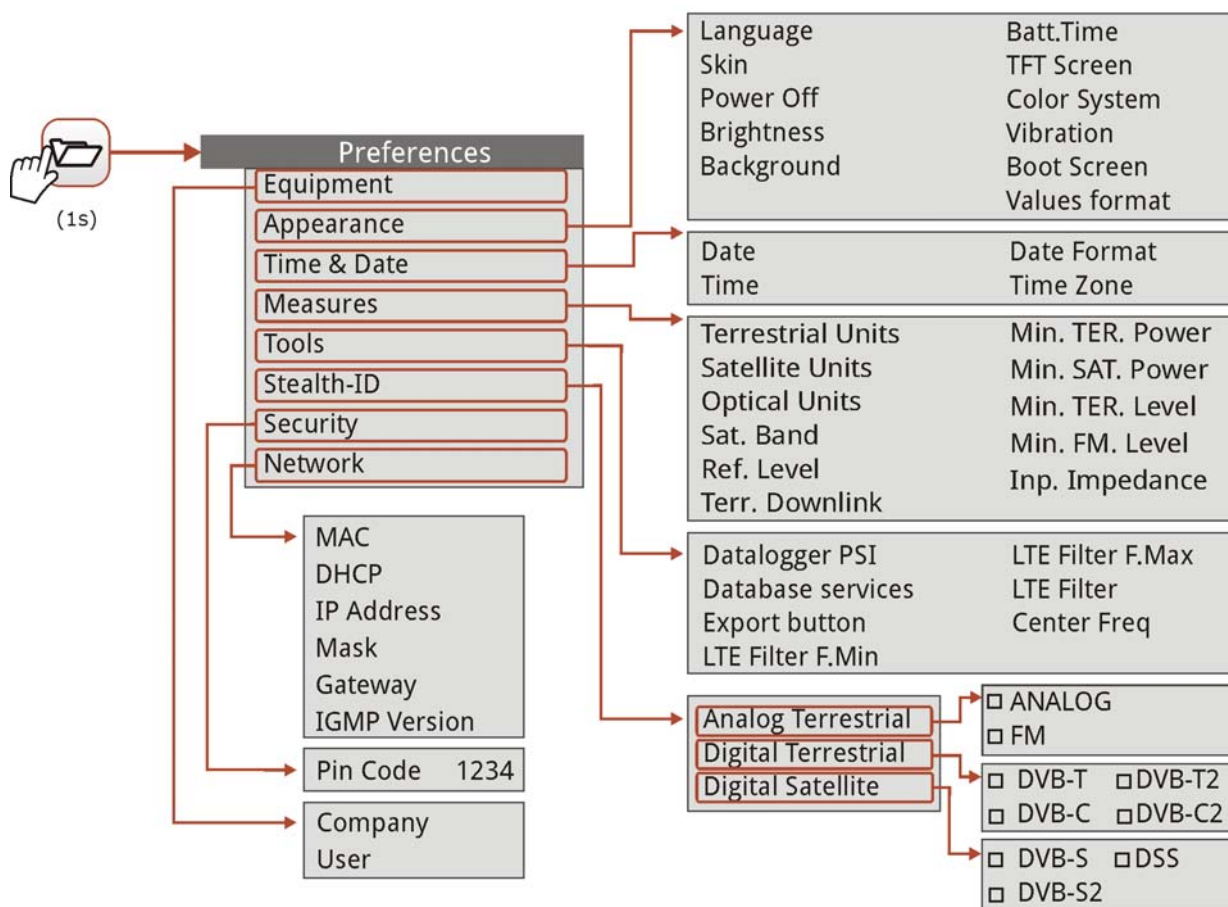 (1s)
Preferences
Equipment
Appearance
Time & Date
Measures
Tools
Stealth-ID
Security
Network
Language
Skin
Power Off
Brightness
Background
Batt.Time
TFT Screen
Color System
Vibration
Boot Screen
Values format
Date
Time
Date Format
Time Zone
Terrestrial Units
Satellite Units
Optical Units
Sat. Band
Ref. Level
Terr. Downlink
Min. TER. Power
Min. SAT. Power
Min. TER. Level
Min. FM. Level
Inp. Impedance
Datalogger PSI
Database services
Export button
LTE Filter F.Min
LTE Filter F.Max
LTE Filter
Center Freq
Analog Terrestrial
Digital Terrestrial
Digital Satellite
ANALOG
FM
DVB-T DVB-T2
DVB-C DVB-C2
DVB-S DSS
DVB-S2
MAC
DHCP
IP Address
Mask
Gateway
IGMP Version
Pin Code 1234
Company
User